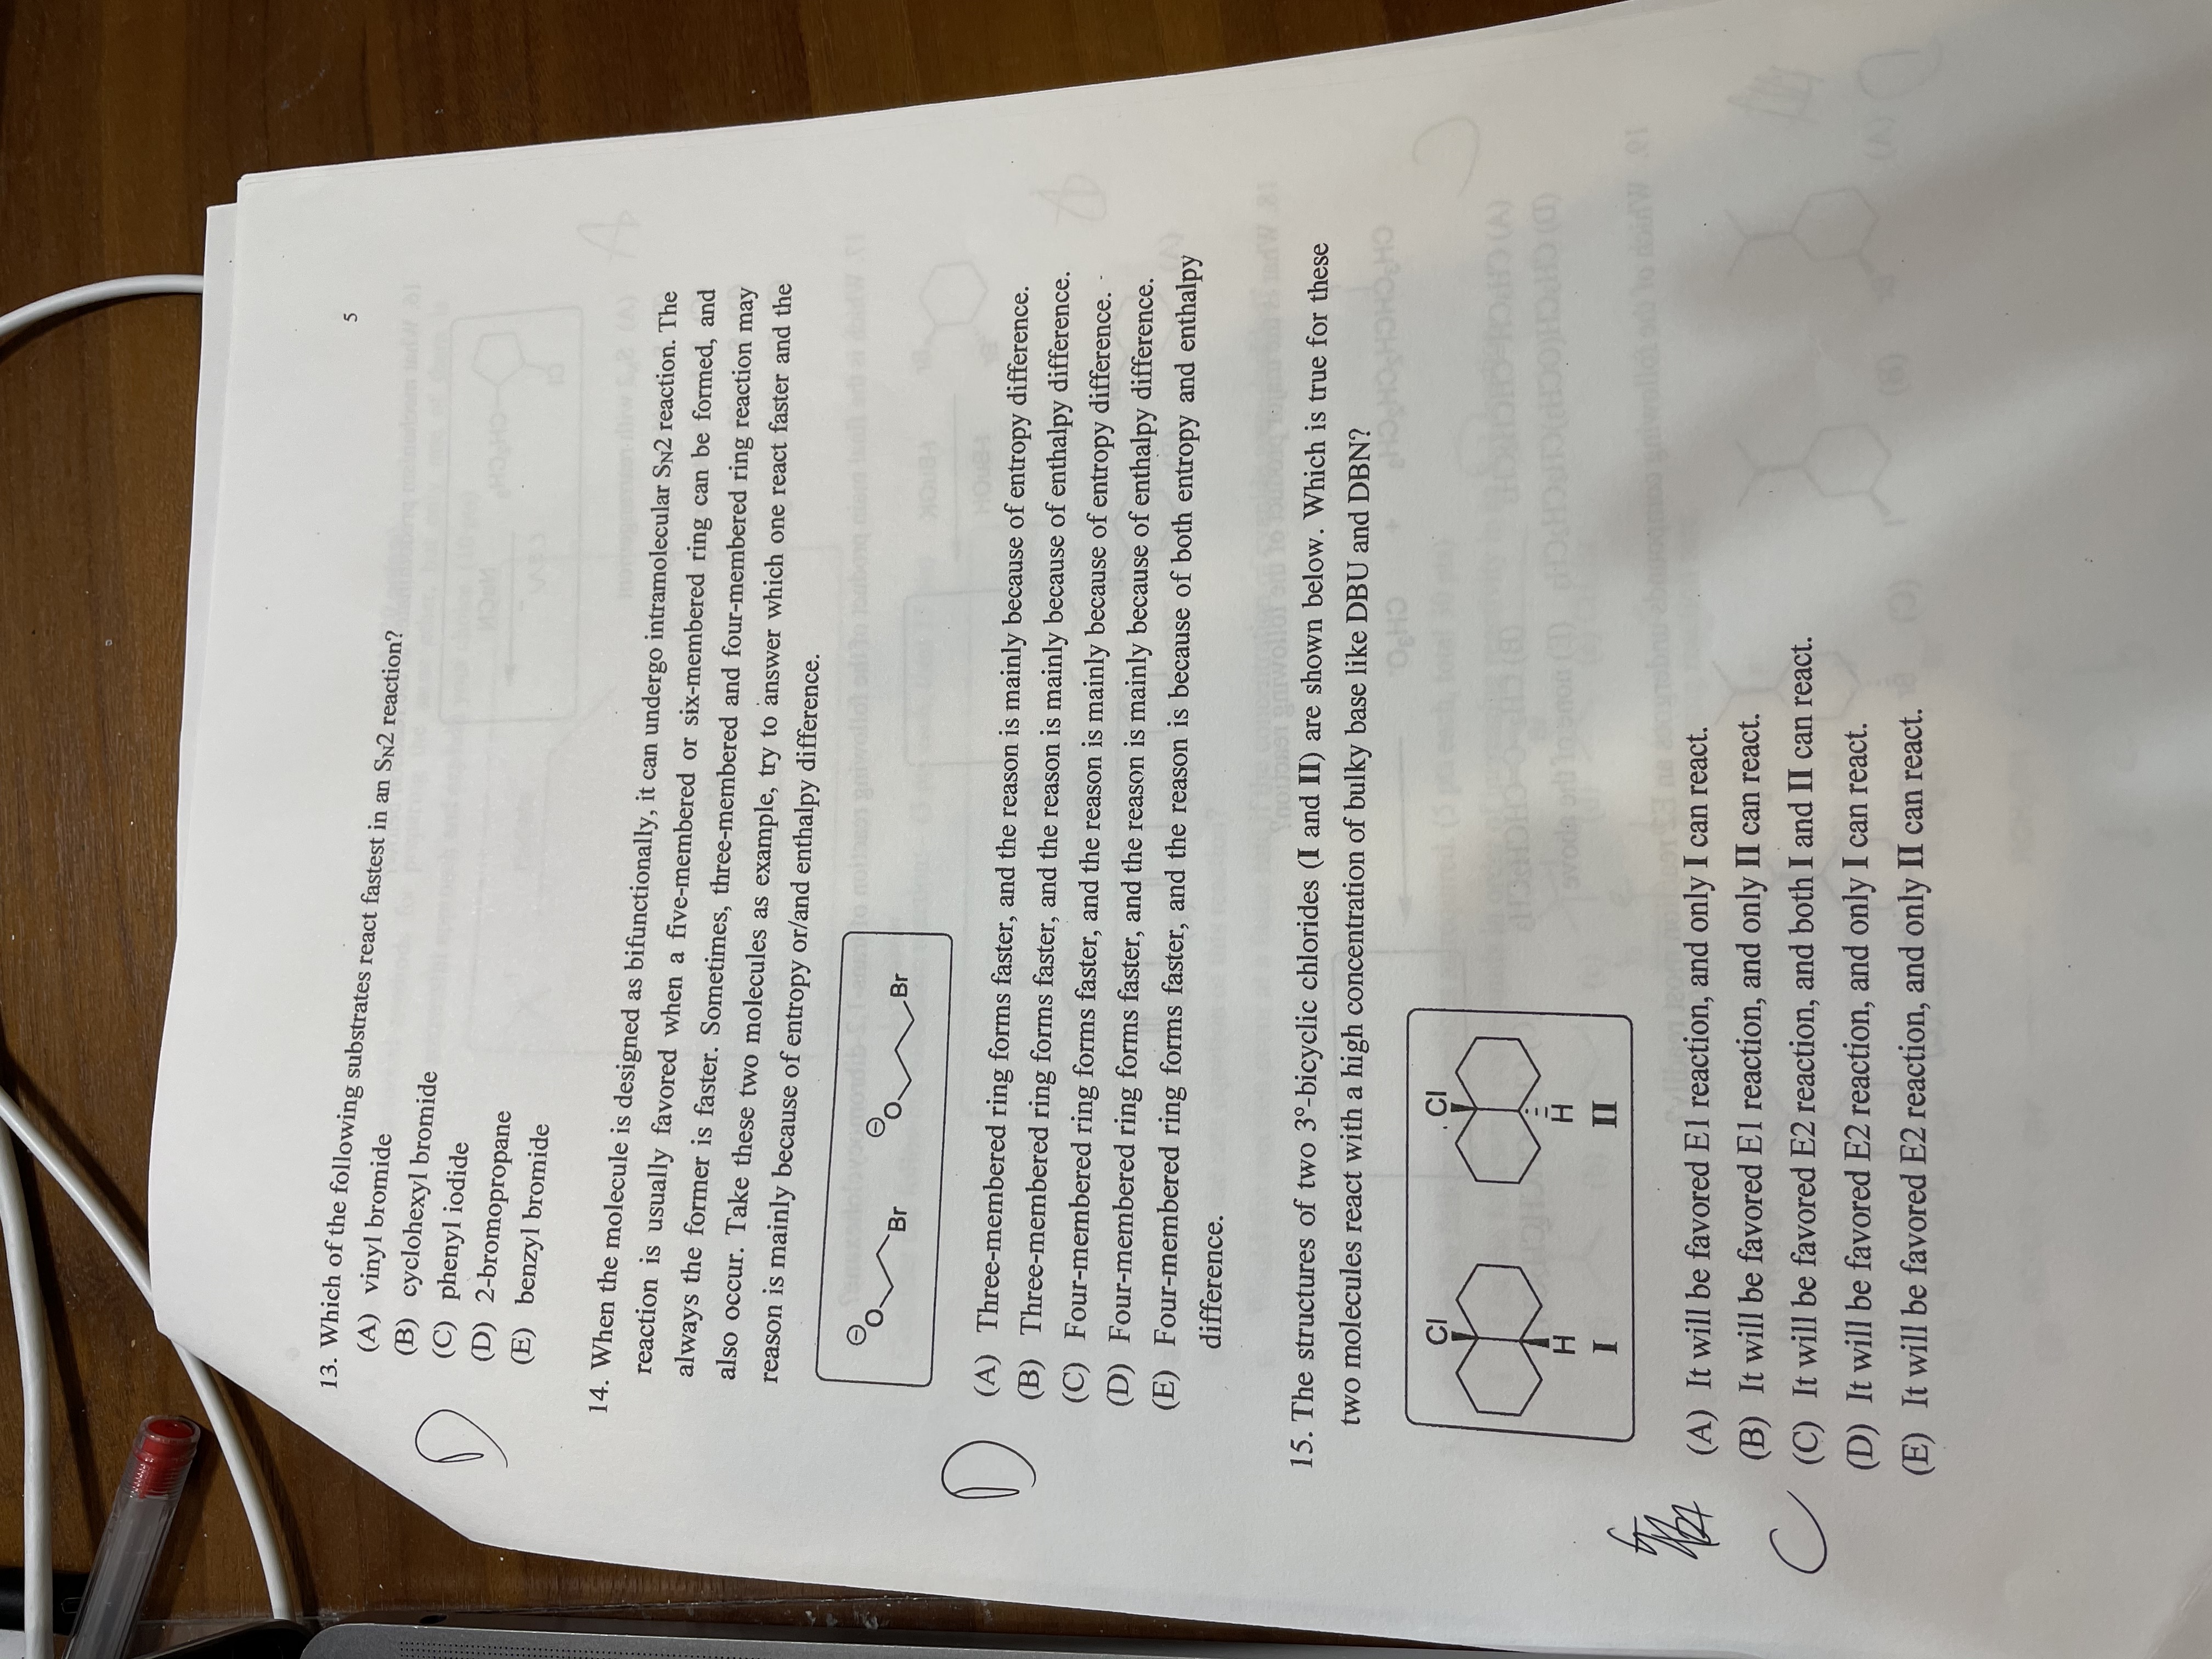 5
13. Which of the following substrates react fastest in an SN2 reaction?
(A) vinyl bromide
(B) cyclohexyl bromide
(C) phenyl iodide
(D) 2-bromopropane
(E) benzyl bromide
D
14. When the molecule is designed as bifunctionally, it can undergo intramolecular SN2 reaction. The
reaction is usually favored when a five-membered or six-membered ring can be formed, and
always the former is faster. Sometimes, three-membered and four-membered ring reaction may
also occur. Take these two molecules as example, try to answer which one react faster and the
reason is mainly because of entropy or/and enthalpy difference.
⊖O Br ⊖O Br
D
(A) Three-membered ring forms faster, and the reason is mainly because of entropy difference.
(B) Three-membered ring forms faster, and the reason is mainly because of enthalpy difference.
(C) Four-membered ring forms faster, and the reason is mainly because of entropy difference.
(D) Four-membered ring forms faster, and the reason is mainly because of enthalpy difference.
(E) Four-membered ring forms faster, and the reason is because of both entropy and enthalpy
difference.
15. The structures of two 3°-bicyclic chlorides (I and II) are shown below. Which is true for these
two molecules react with a high concentration of bulky base like DBU and DBN?
Cl Cl
H H
I II
(A) It will be favored E1 reaction, and only I can react.
(B) It will be favored E1 reaction, and only II can react.
C
(C) It will be favored E2 reaction, and both I and II can react.
(D) It will be favored E2 reaction, and only I can react.
(E) It will be favored E2 reaction, and only II can react.